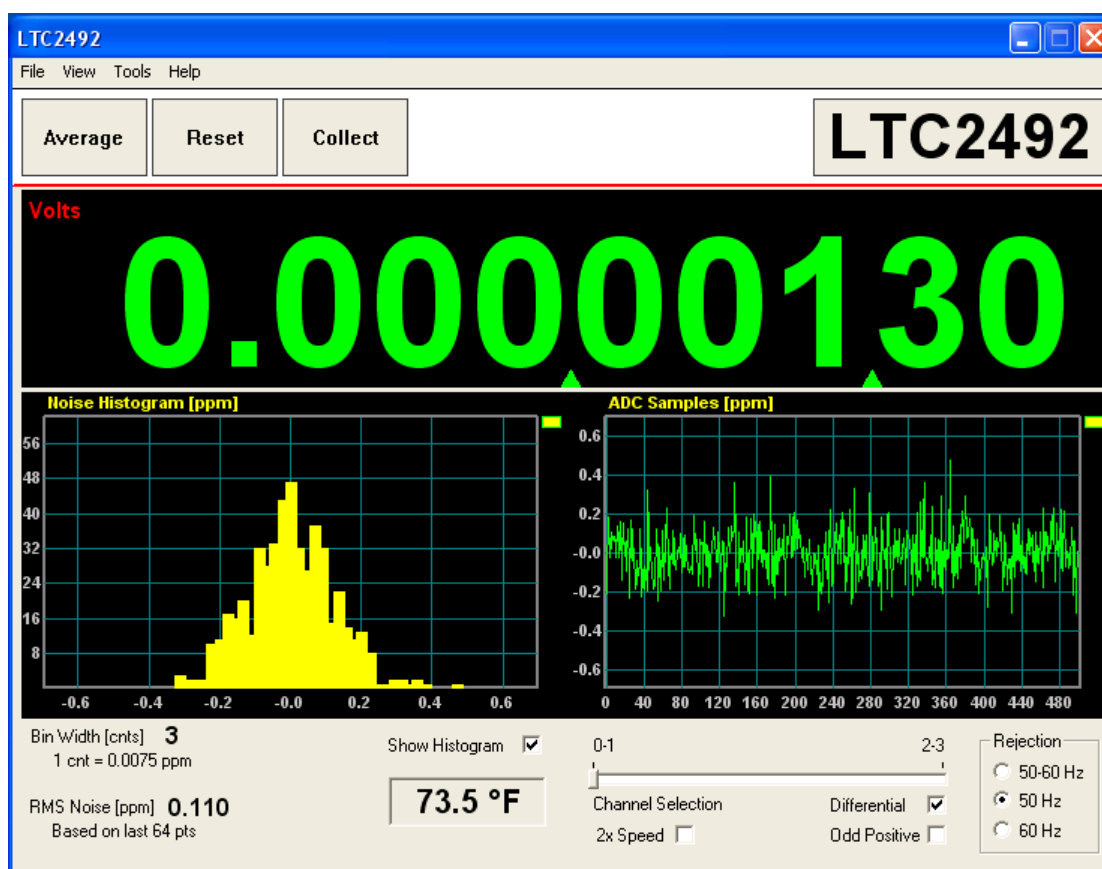 LTC2492
File View Tools Help
Average Reset Collect LTC2492
Volts
0.00000130
Noise Histogram [ppm]
56
48
40
32
24
16
8
-0.6 -0.4 -0.2 -0.0 0.2 0.4 0.6
ADC Samples [ppm]
0.6
0.4
0.2
-0.0
-0.2
-0.4
-0.6
0 40 80 120 160 200 240 280 320 360 400 440 480
Bin Width [cnts] 3
1 cnt = 0.0075 ppm
RMS Noise [ppm] 0.110
Based on last 64 pts
Show Histogram
73.5 °F
0-1 2-3
Channel Selection Differential
2x Speed Odd Positive
Rejection
50-60 Hz
50 Hz
60 Hz